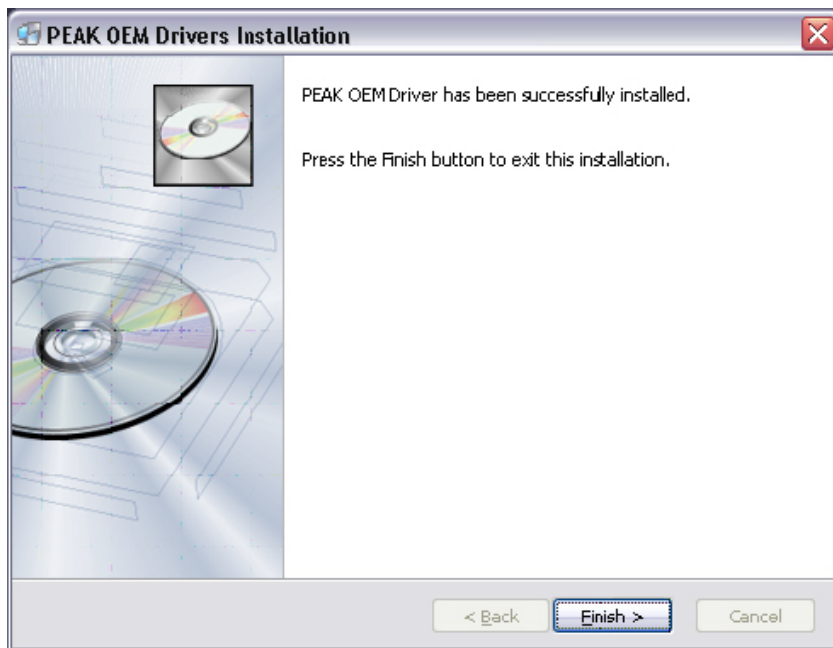 PEAK OEM Drivers Installation
PEAK OEM Driver has been successfully installed.
Press the Finish button to exit this installation.
< Back
Finish >
Cancel